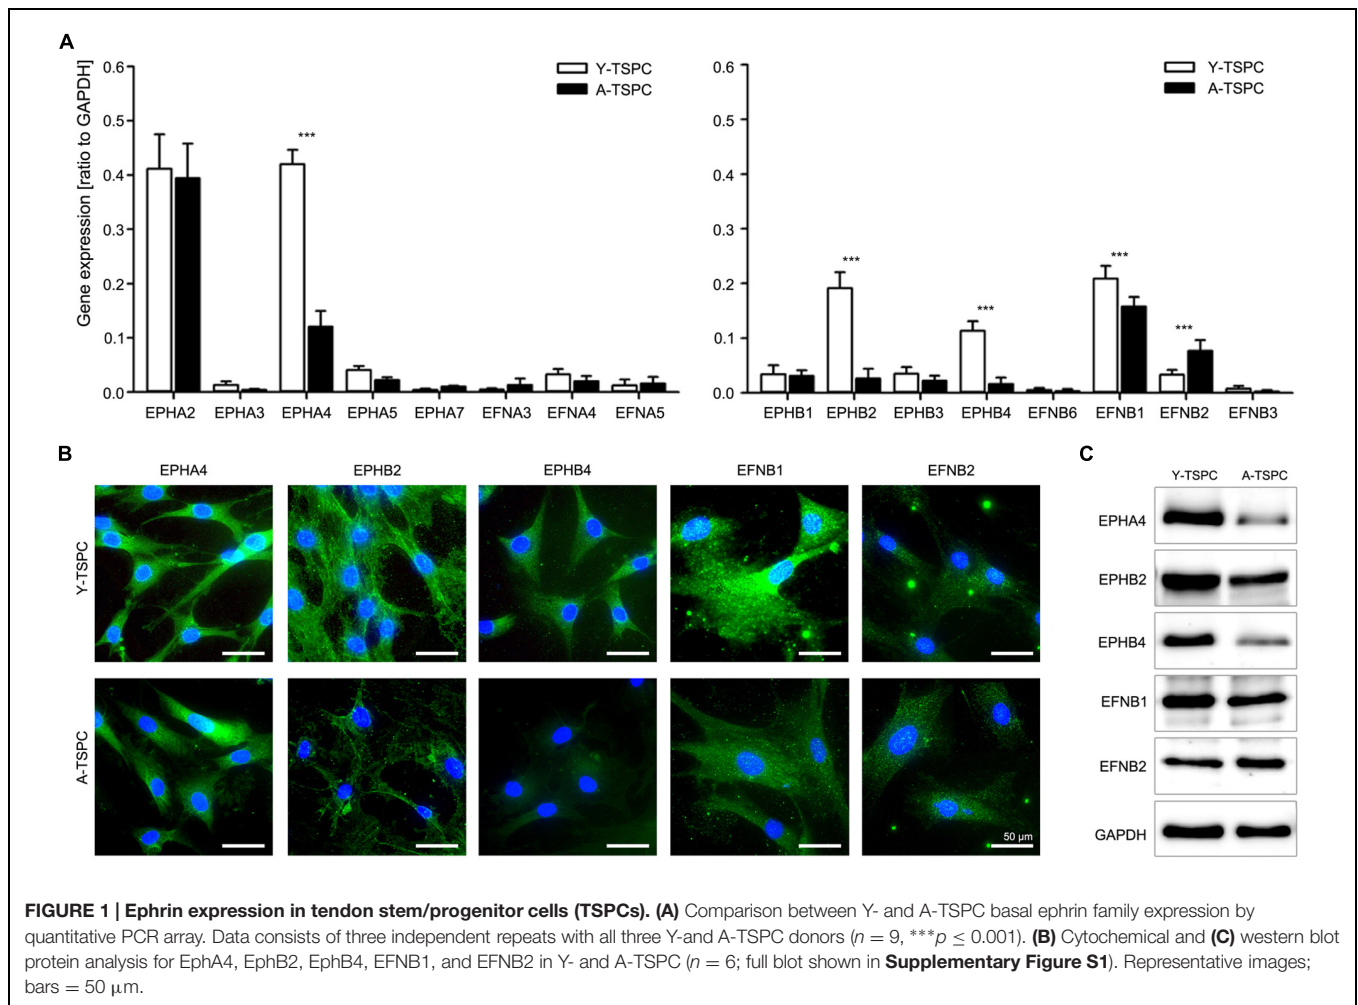 A
Gene expression [ratio to GAPDH]
0.6
0.5
0.4
0.3
0.2
0.1
0.0
Y-TSPC
A-TSPC
***
EPHA2 EPHA3 EPHA4 EPHA5 EPHA7 EFNA3 EFNA4 EFNA5
0.6
0.5
0.4
0.3
0.2
0.1
0.0
Y-TSPC
A-TSPC
*** *** *** ***
EPHB1 EPHB2 EPHB3 EPHB4 EFNB6 EFNB1 EFNB2 EFNB3
B
EPHA4 EPHB2 EPHB4 EFNB1 EFNB2
Y-TSPC
A-TSPC
50 µm
C
Y-TSPC A-TSPC
EPHA4
EPHB2
EPHB4
EFNB1
EFNB2
GAPDH
FIGURE 1 | Ephrin expression in tendon stem/progenitor cells (TSPCs). (A) Comparison between Y- and A-TSPC basal ephrin family expression by
quantitative PCR array. Data consists of three independent repeats with all three Y-and A-TSPC donors (n = 9, ***p ≤ 0.001). (B) Cytochemical and (C) western blot
protein analysis for EphA4, EphB2, EphB4, EFNB1, and EFNB2 in Y- and A-TSPC (n = 6; full blot shown in Supplementary Figure S1). Representative images;
bars = 50 µm.